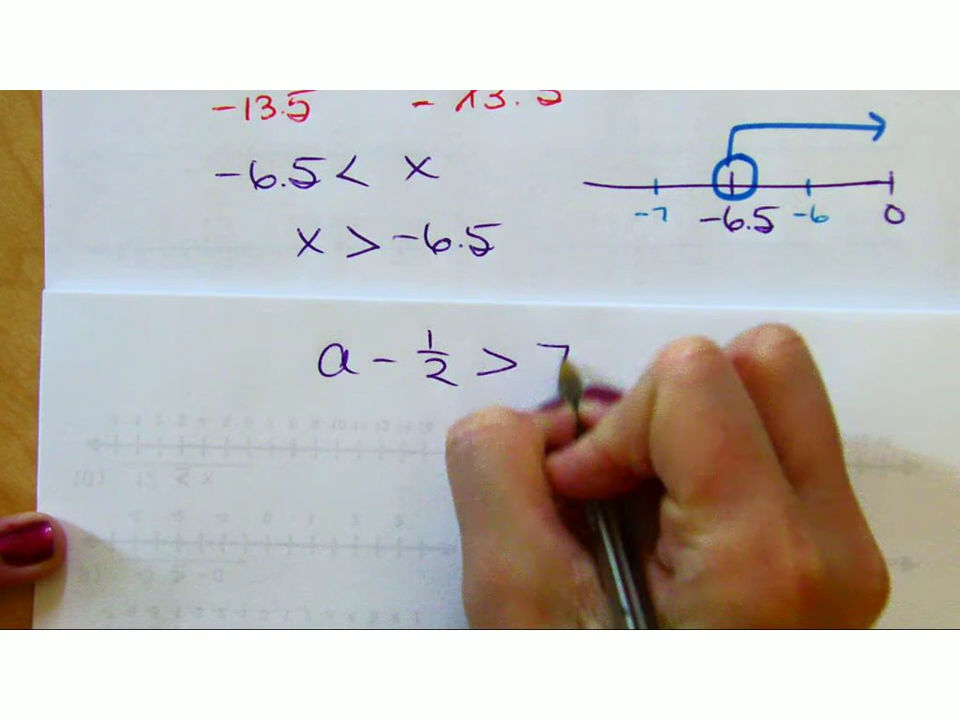 -13.5 - 13.5
-6.5 < x
x > -6.5
-7 -6.5 -6 0
a - 1/2 > 7